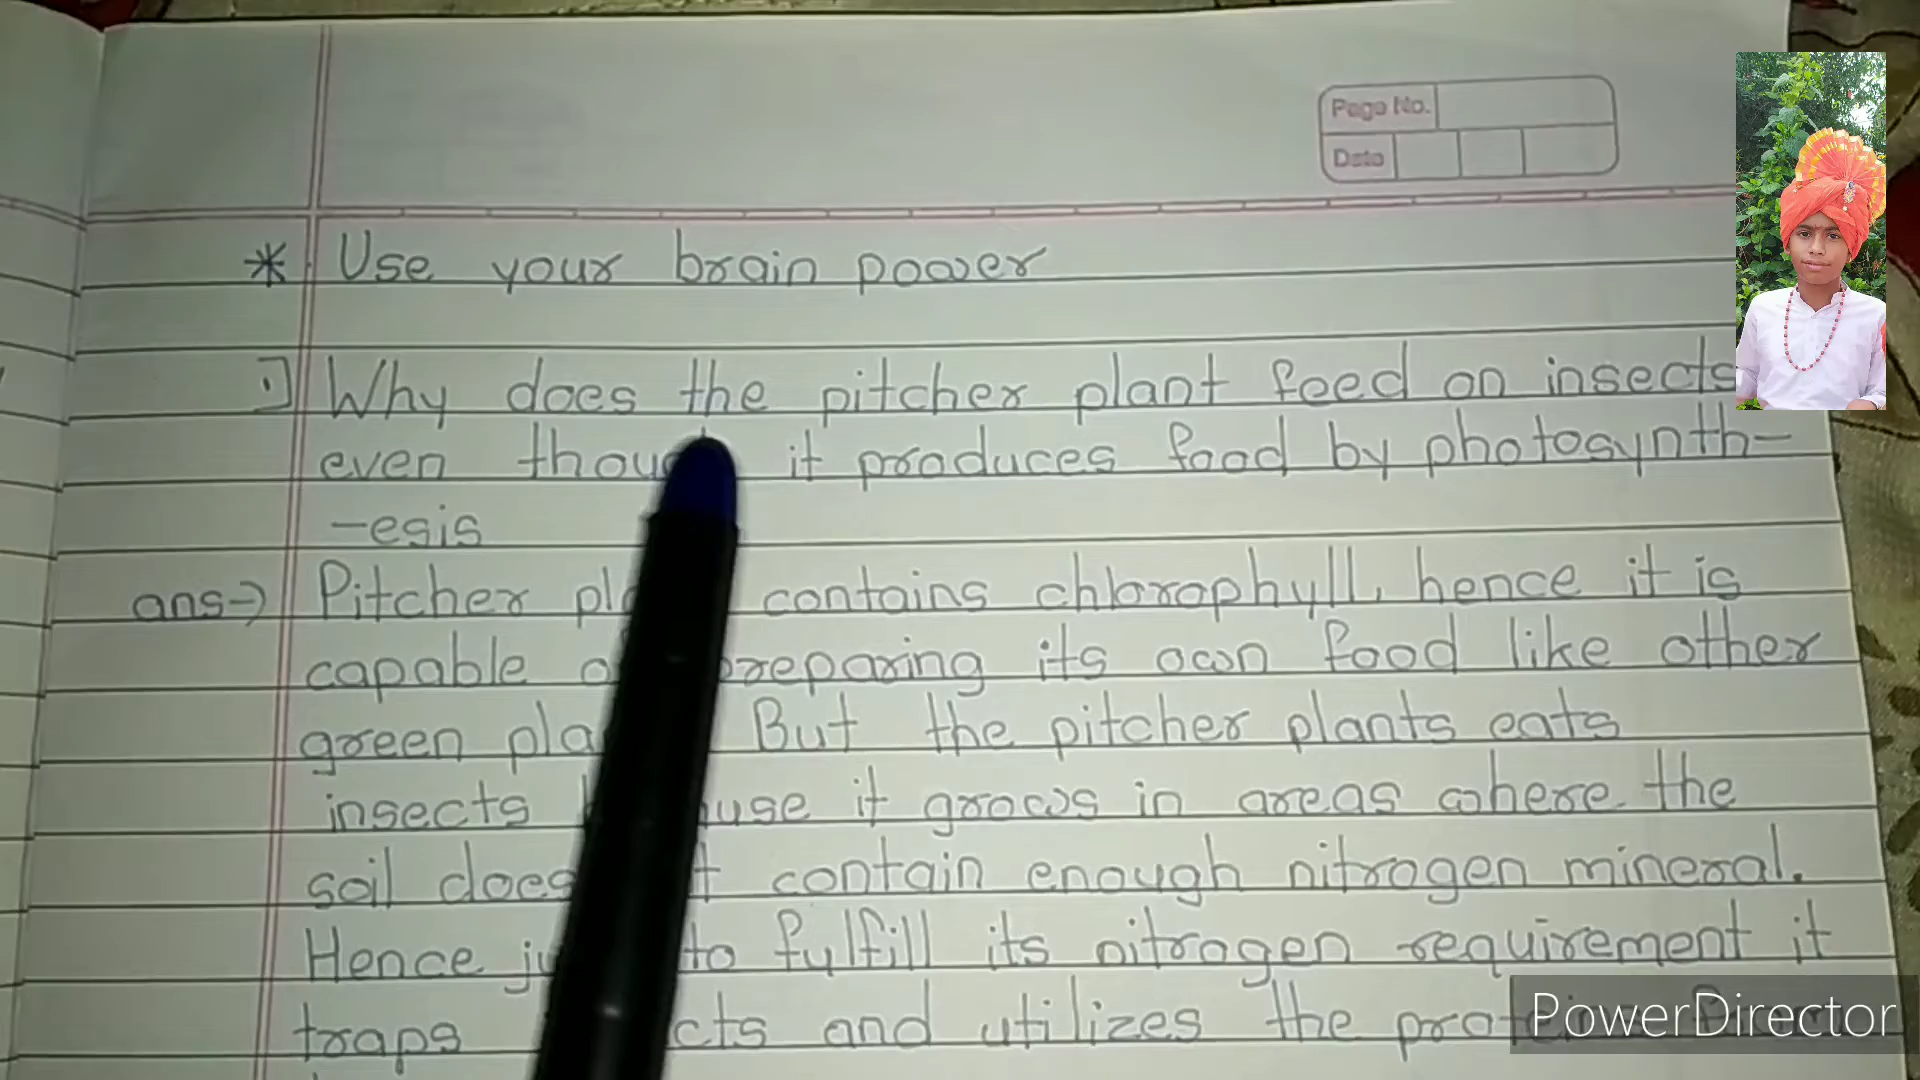 Page No.
Date
* Use your brain power
1] Why does the pitcher plant feed on insects
even it produces food by photosynth-
-esis
ans→ Pitcher contains chlorophyll, hence it is
capable preparing its own food like other
green But the pitcher plants eats
insects it grows in areas where the
soil contain enough nitrogen mineral.
Hence to fulfill its nitrogen requirement it
traps and utilizes the
PowerDirector